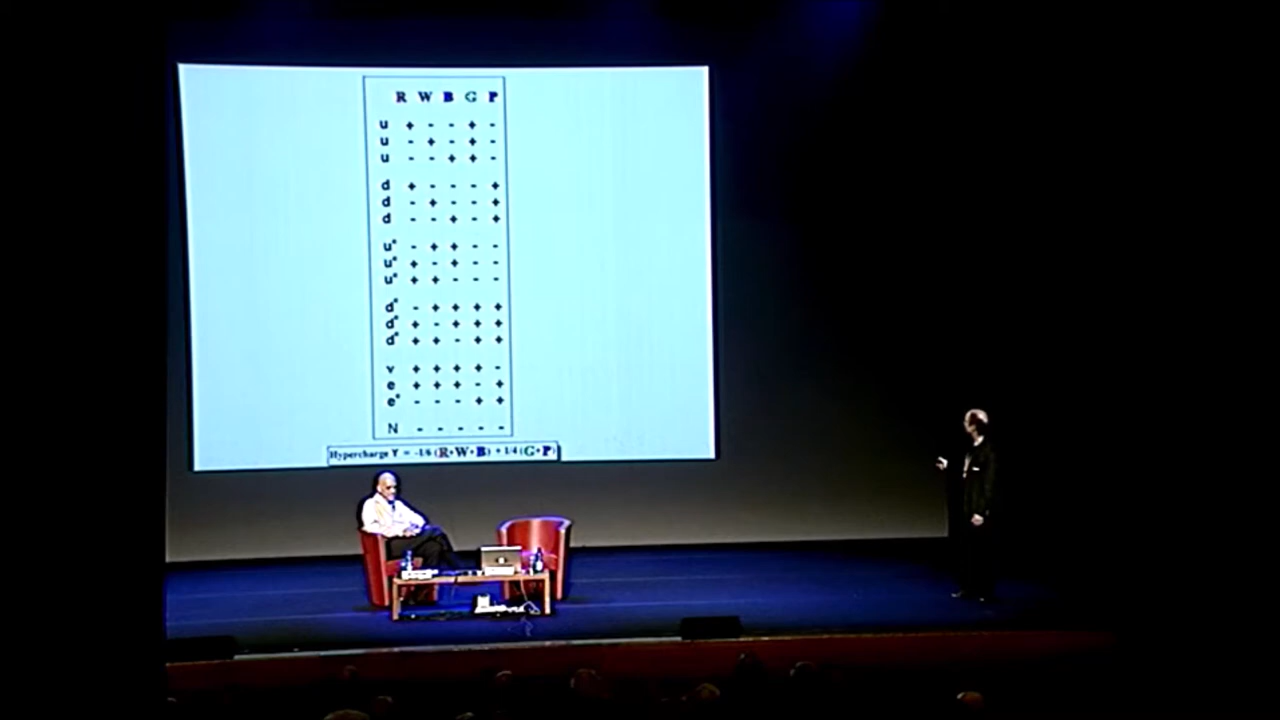 R W B G P
u + - - + -
u - + - + -
u - - + + -
d + - - - +
d - + - - +
d - - + - +
uᶜ - + + - -
uᶜ + - + - -
uᶜ + + - - -
dᶜ - + + + +
dᶜ + - + + +
dᶜ + + - + +
ν + + + + -
e + + + - +
eᶜ - - - + +
N - - - - -
Hypercharge Y = -1/6 (R+W+B) + 1/4 (G+P)